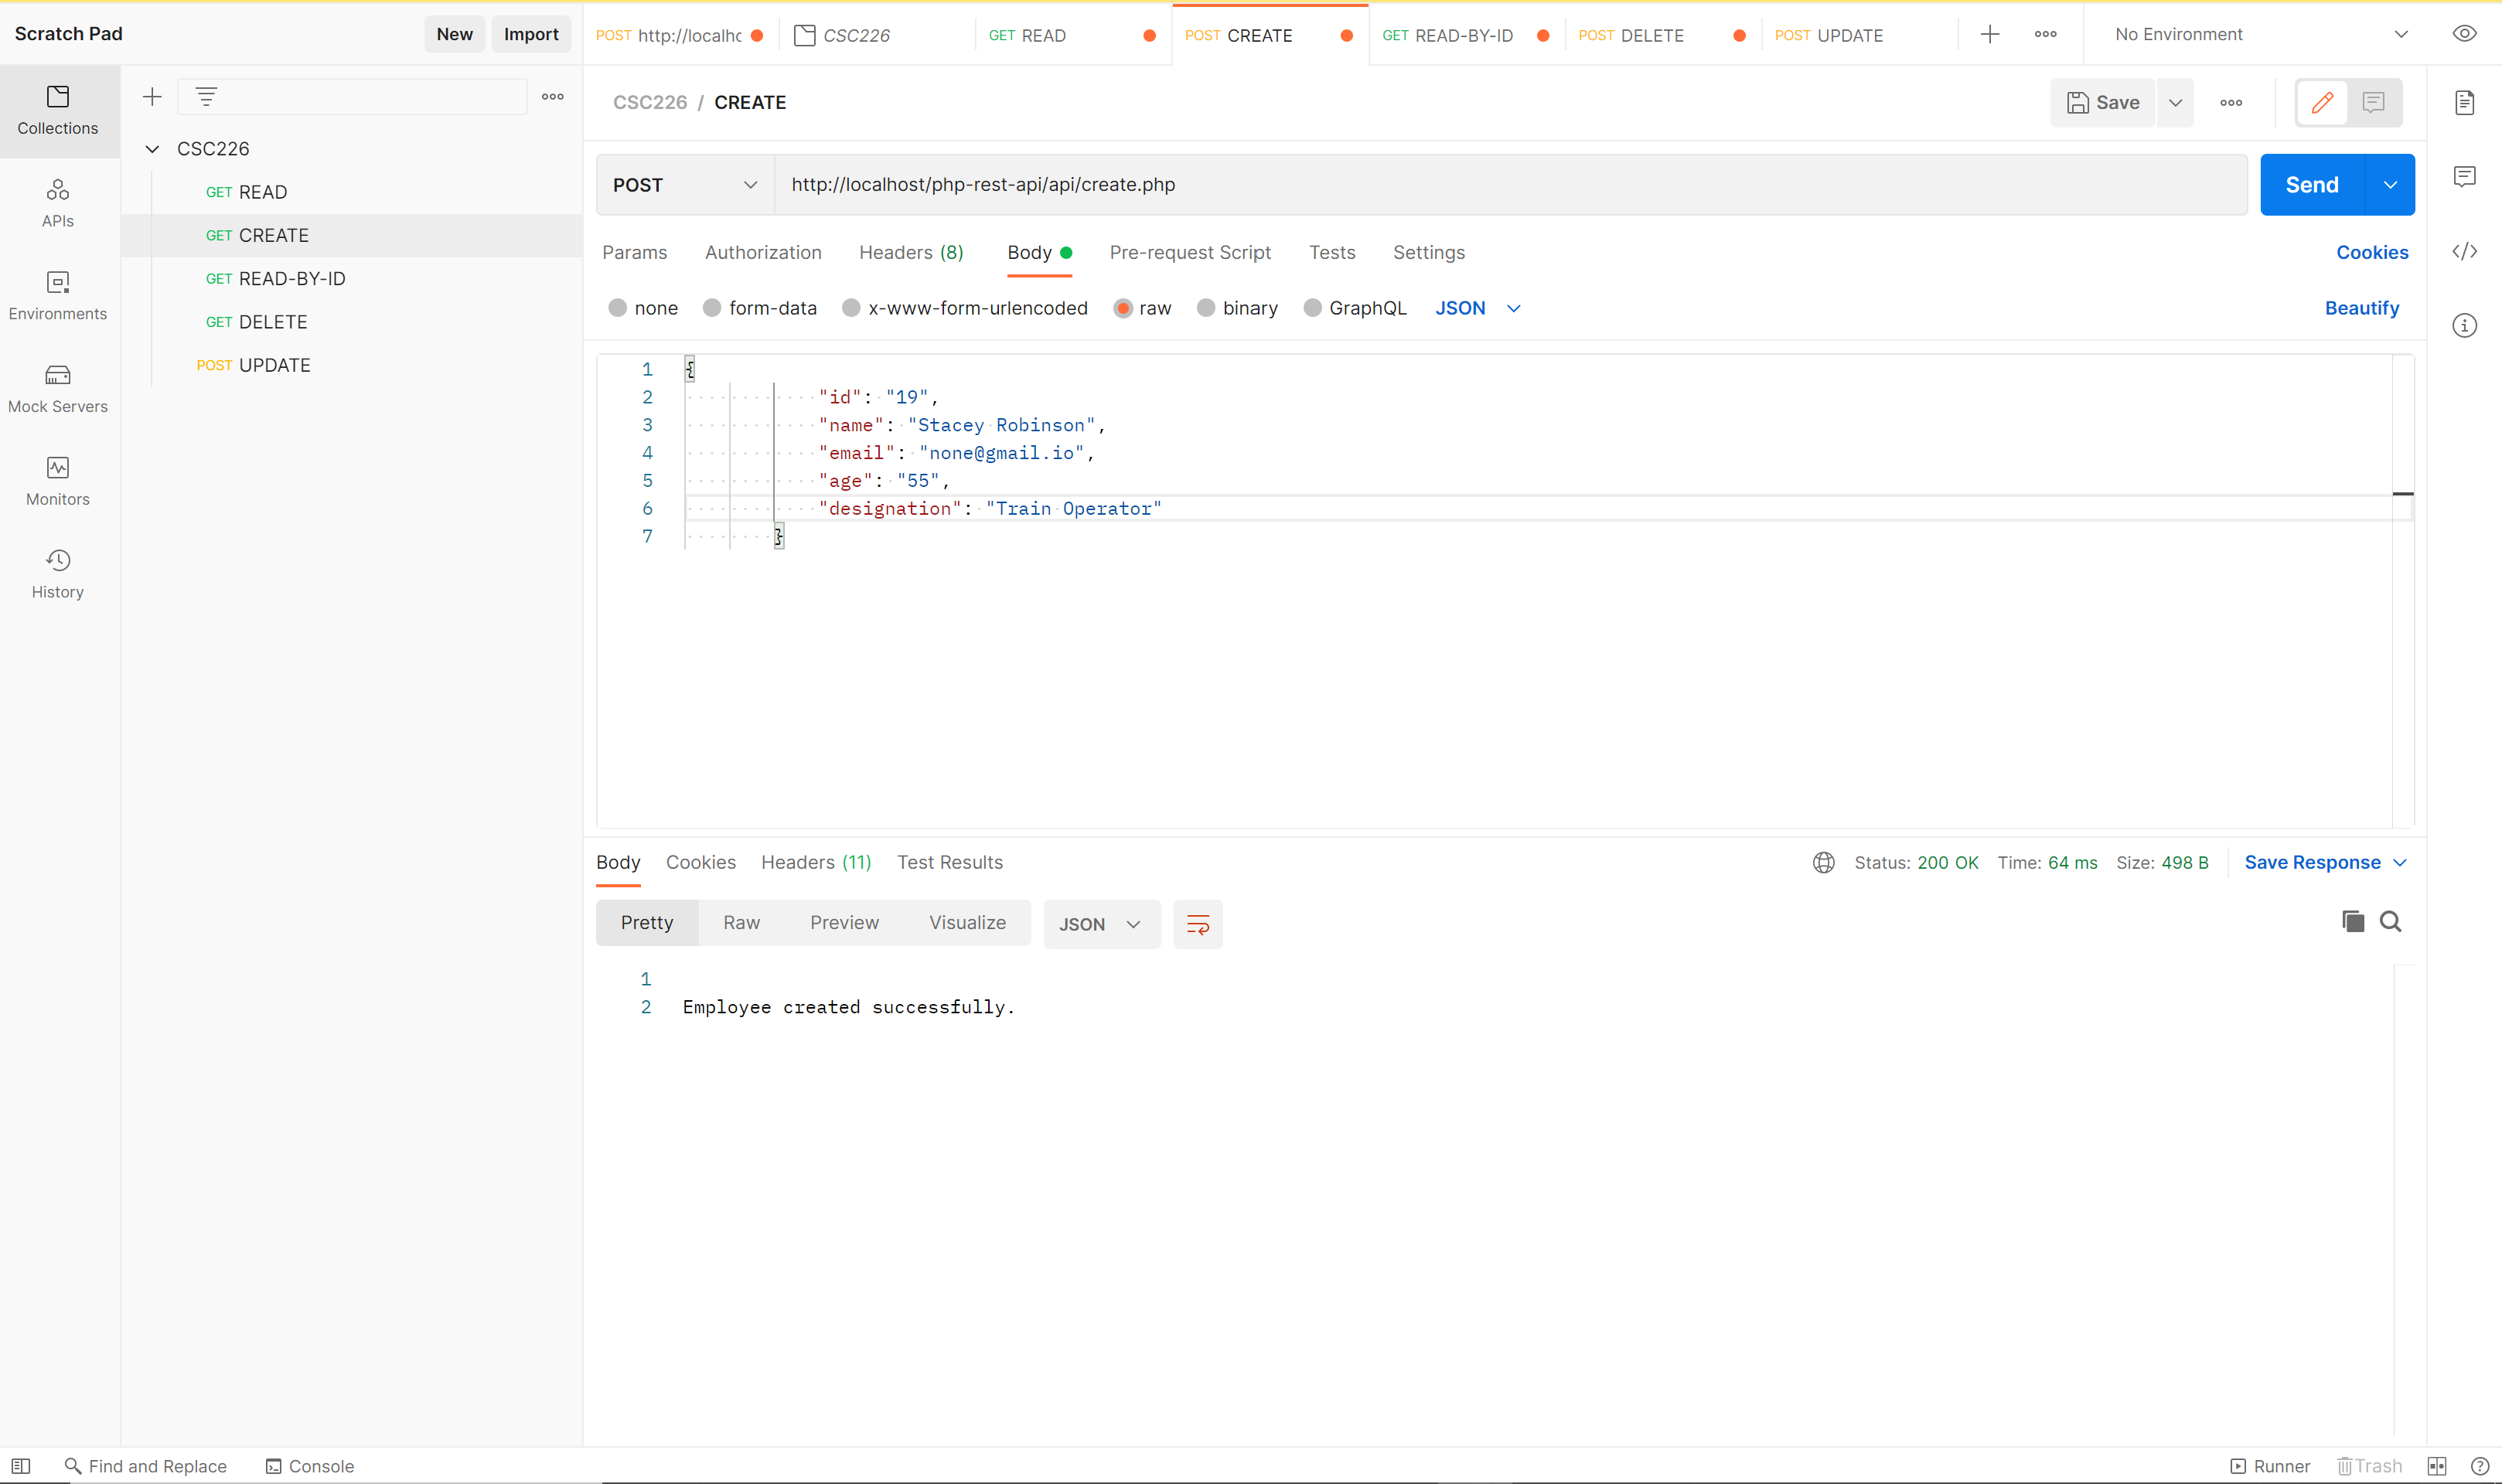 Scratch Pad
New
Import
POST http://localhc
CSC226
GET READ
POST CREATE
GET READ-BY-ID
POST DELETE
POST UPDATE
No Environment
Collections
APIs
Environments
Mock Servers
Monitors
History
CSC226
GET READ
GET CREATE
GET READ-BY-ID
GET DELETE
POST UPDATE
CSC226 / CREATE
Save
POST
http://localhost/php-rest-api/api/create.php
Send
Params
Authorization
Headers (8)
Body
Pre-request Script
Tests
Settings
Cookies
none
form-data
x-www-form-urlencoded
raw
binary
GraphQL
JSON
Beautify
1 {
2 "id": "19",
3 "name": "Stacey Robinson",
4 "email": "none@gmail.io",
5 "age": "55",
6 "designation": "Train Operator"
7 }
Body
Cookies
Headers (11)
Test Results
Status: 200 OK
Time: 64 ms
Size: 498 B
Save Response
Pretty
Raw
Preview
Visualize
JSON
1
2 Employee created successfully.
Find and Replace
Console
Runner
Trash